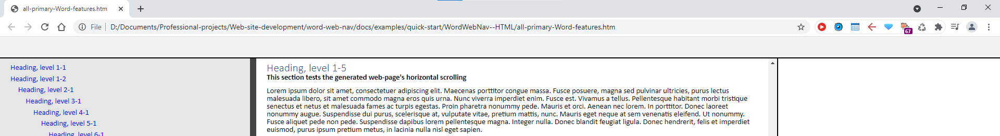 all-primary-Word-features.htm
File | D:/Documents/Professional-projects/Web-site-development/word-web-nav/docs/examples/quick-start/WordWebNav--HTML/all-primary-Word-features.htm
67
Heading, level 1-1
Heading, level 1-2
Heading, level 2-1
Heading, level 3-1
Heading, level 4-1
Heading, level 5-1
Heading, level 6-1
Heading, level 1-5
This section tests the generated web-page's horizontal scrolling
Lorem ipsum dolor sit amet, consectetuer adipiscing elit. Maecenas porttitor congue massa. Fusce posuere, magna sed pulvinar ultricies, purus lectus
malesuada libero, sit amet commodo magna eros quis urna. Nunc viverra imperdiet enim. Fusce est. Vivamus a tellus. Pellentesque habitant morbi tristique
senectus et netus et malesuada fames ac turpis egestas. Proin pharetra nonummy pede. Mauris et orci. Aenean nec lorem. In porttitor. Donec laoreet
nonummy augue. Suspendisse dui purus, scelerisque at, vulputate vitae, pretium mattis, nunc. Mauris eget neque at sem venenatis eleifend. Ut nonummy.
Fusce aliquet pede non pede. Suspendisse dapibus lorem pellentesque magna. Integer nulla. Donec blandit feugiat ligula. Donec hendrerit, felis et imperdiet
euismod, purus ipsum pretium metus, in lacinia nulla nisl eget sapien.